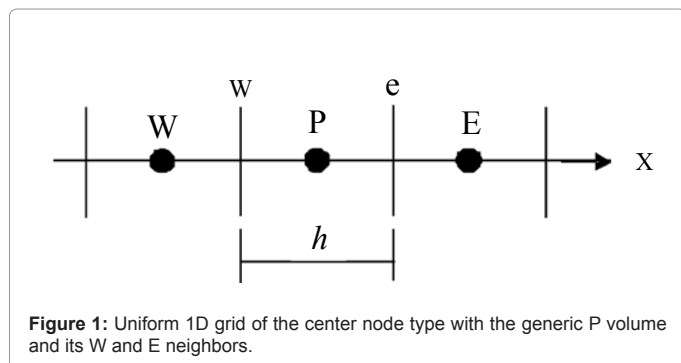 w
e
W
P
E
X
h
Figure 1: Uniform 1D grid of the center node type with the generic P volume
and its W and E neighbors.